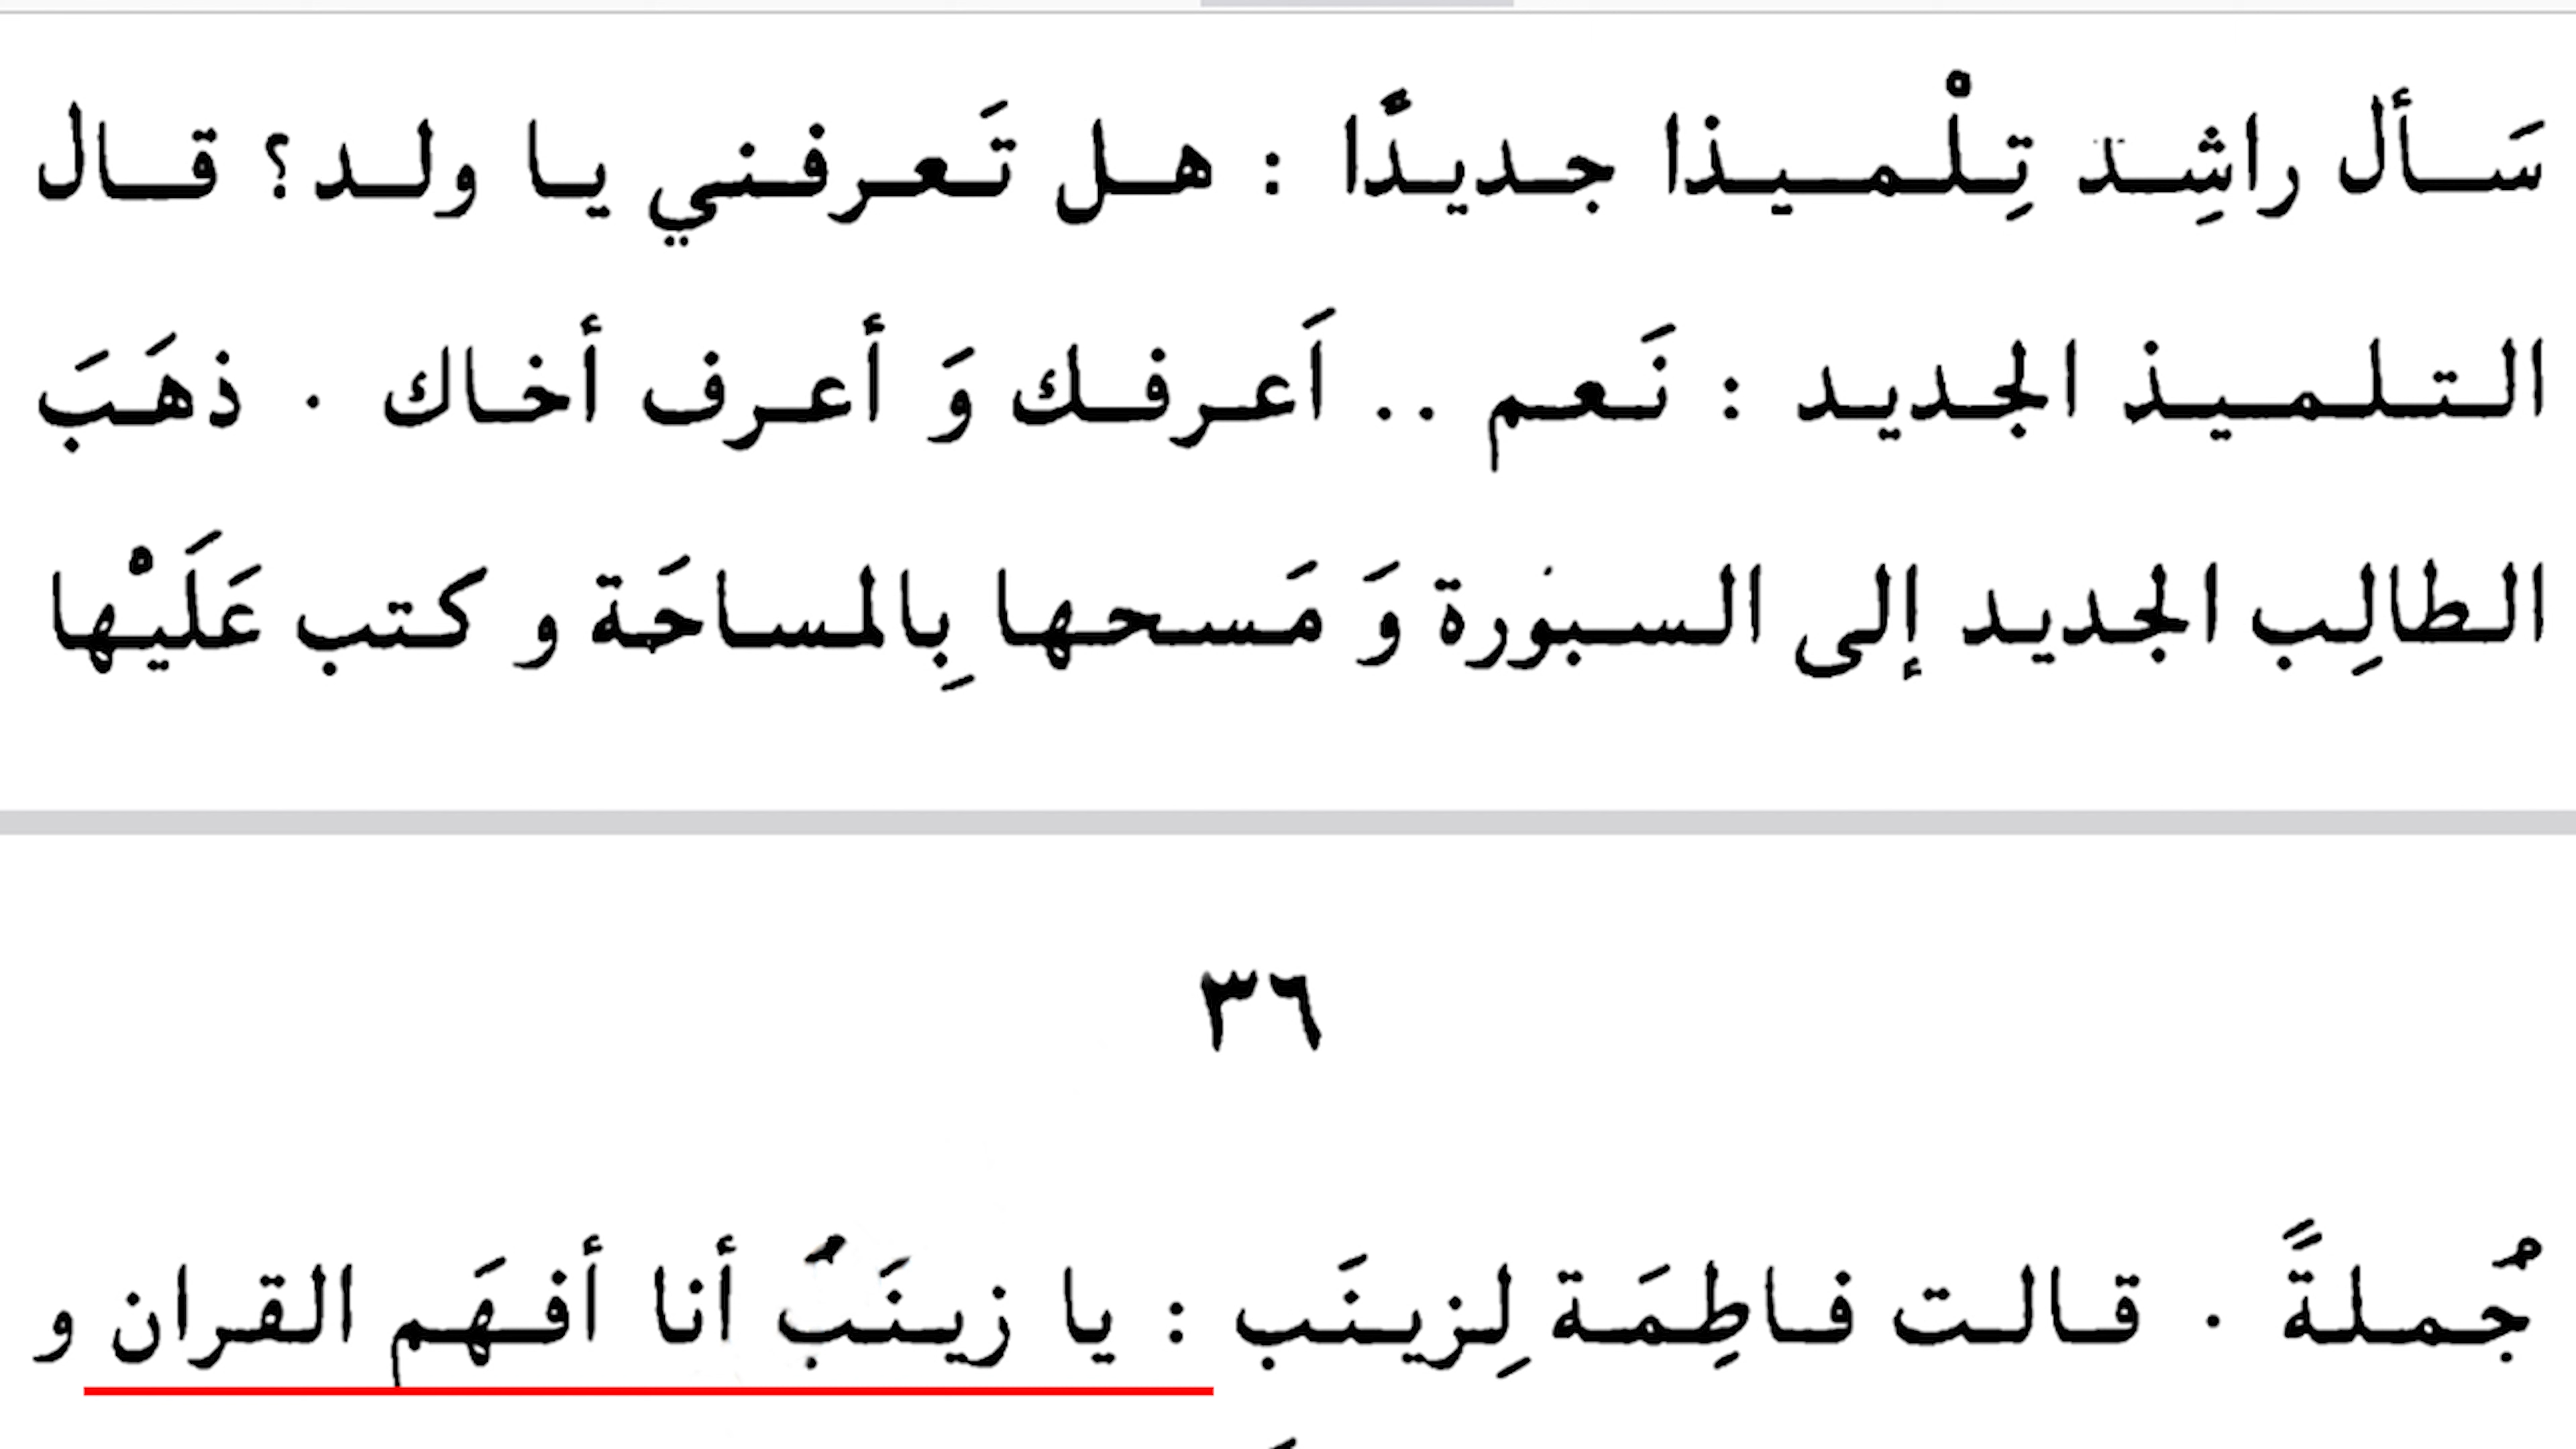 سَأل راشِد تِلْميذا جديدًا : هل تَعرفني يا ولد؟ قال
التلميذ الجديد : نَعم .. اَعرفك وَ أعرف أخاك . ذهَبَ
الطالِب الجديد إلى السبورة وَ مَسحها بِالمساحَة و كتب عَلَيْها
٣٦
جُملةً . قالت فاطِمَة لِزينَب : يا زينَبُ أنا أفهَم القران و